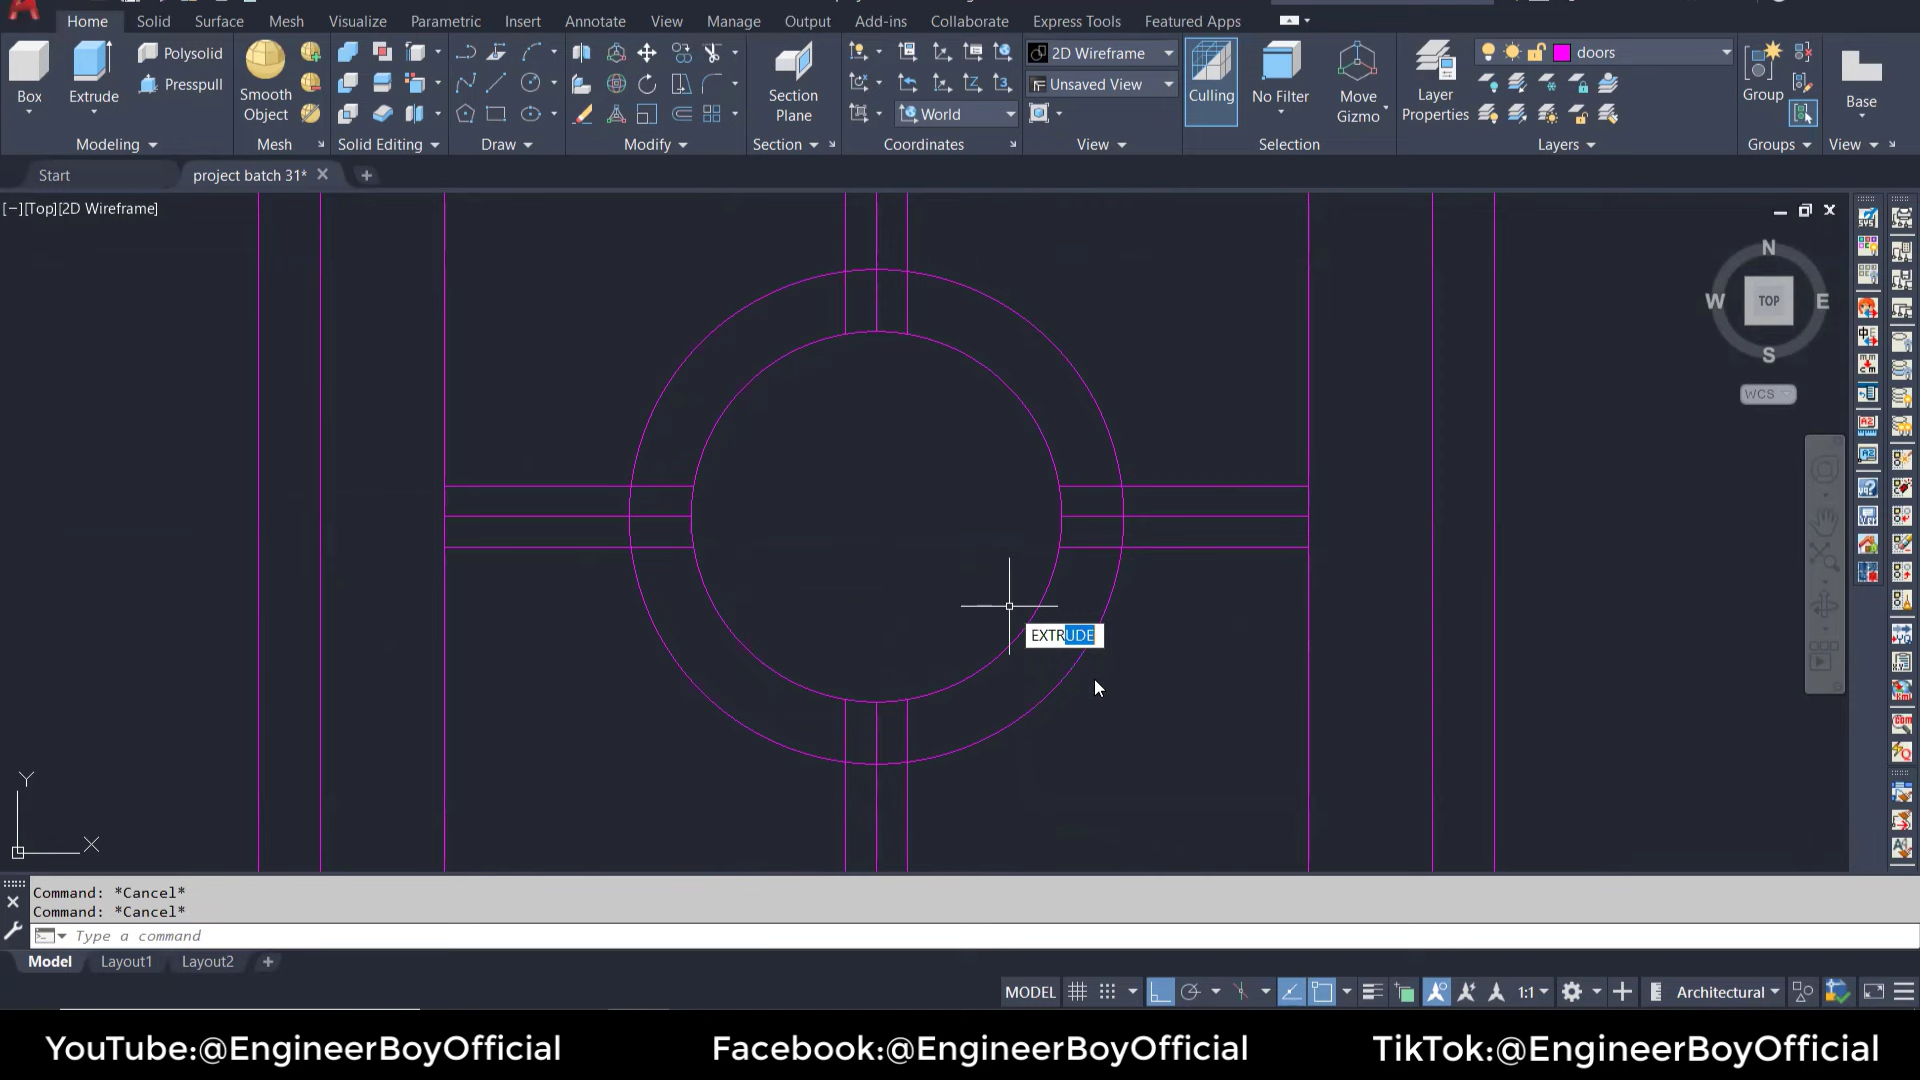 Home Solid Surface Mesh Visualize Parametric Insert Annotate View Manage Output Add-ins Collaborate Express Tools Featured Apps
Box
Extrude
Polysolid
Presspull
Smooth
Object
Section
Plane
2D Wireframe
Unsaved View
World
Culling
No Filter
Move
Gizmo
Layer
Properties
doors
Group
Base
Modeling Mesh Solid Editing Draw Modify Section Coordinates View Selection Layers Groups View
Start project batch 31*
[−][Top][2D Wireframe]
N
W TOP E
S
WCS
EXTRUDE
Y
X
Command: *Cancel*
Command: *Cancel*
Type a command
Model Layout1 Layout2
MODEL 1:1 Architectural
YouTube:@EngineerBoyOfficial Facebook:@EngineerBoyOfficial TikTok:@EngineerBoyOfficial